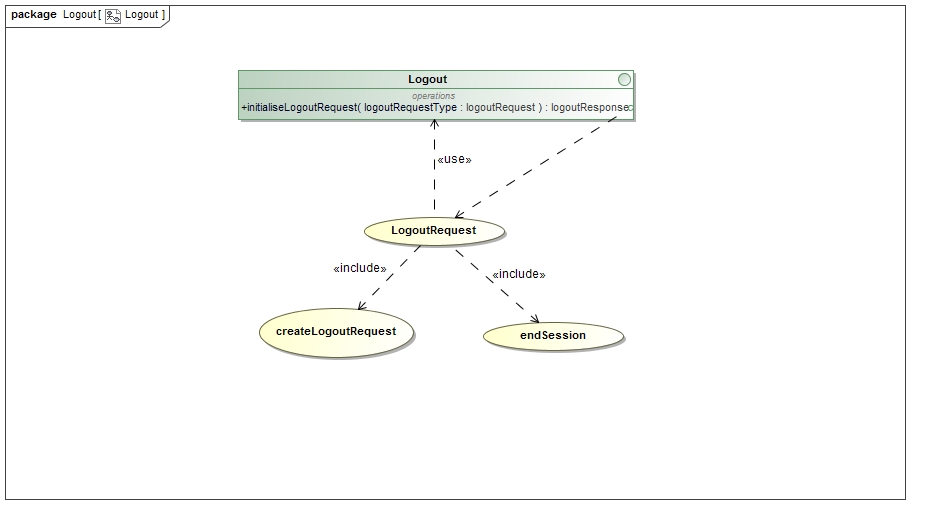 package Logout [ Logout ]
Logout
operations
+initialiseLogoutRequest( logoutRequestType : logoutRequest ) : logoutResponse
«use»
LogoutRequest
«include»
«include»
createLogoutRequest
endSession